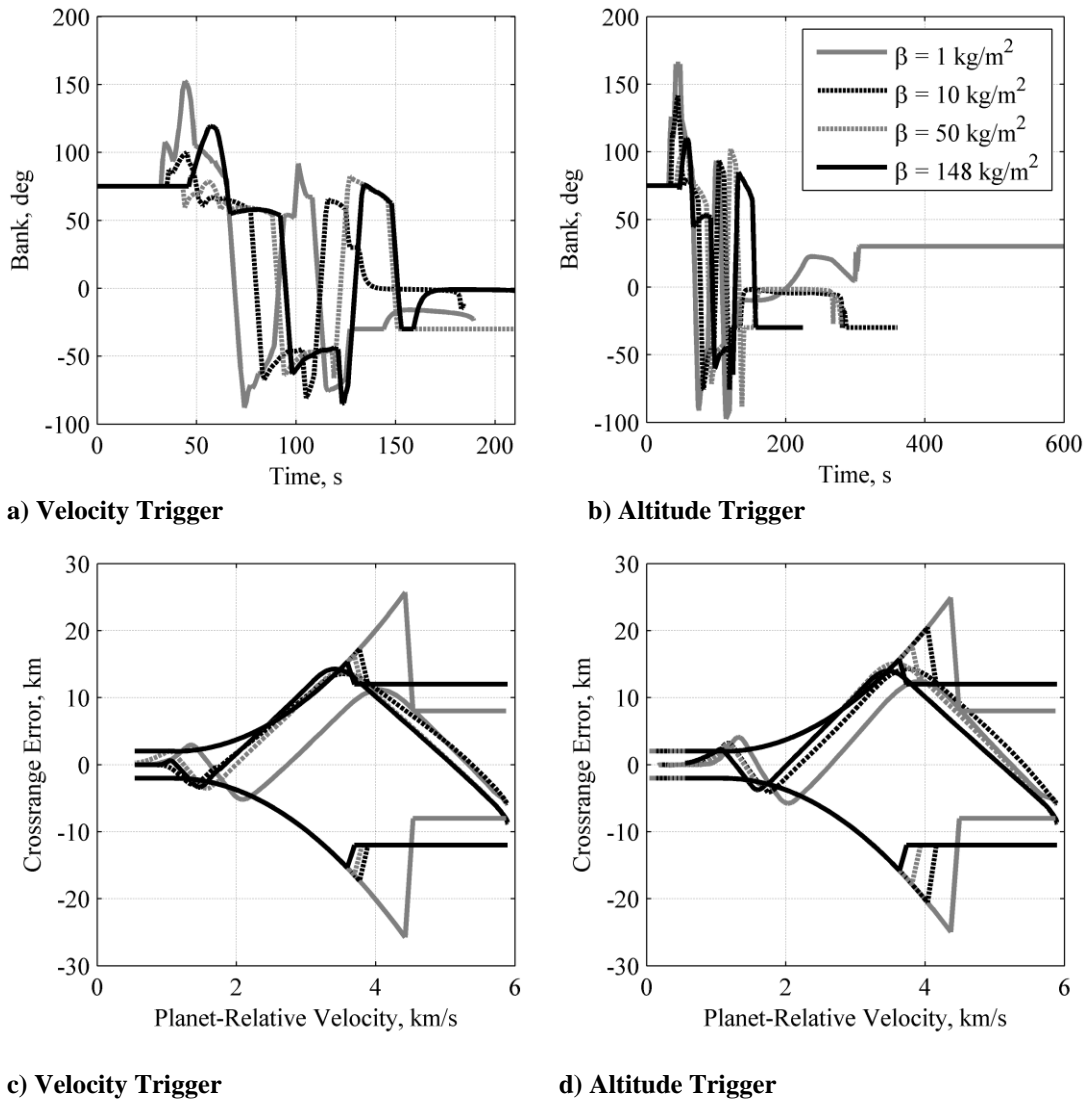 200
150
100
50
0
-50
-100
Bank, deg
0
50
100
150
200
Time, s
a) Velocity Trigger
200
150
100
50
0
-50
-100
Bank, deg
β = 1 kg/m²
β = 10 kg/m²
β = 50 kg/m²
β = 148 kg/m²
0
200
400
600
Time, s
b) Altitude Trigger
30
20
10
0
-10
-20
-30
Crossrange Error, km
0
2
4
6
Planet-Relative Velocity, km/s
c) Velocity Trigger
30
20
10
0
-10
-20
-30
Crossrange Error, km
0
2
4
6
Planet-Relative Velocity, km/s
d) Altitude Trigger